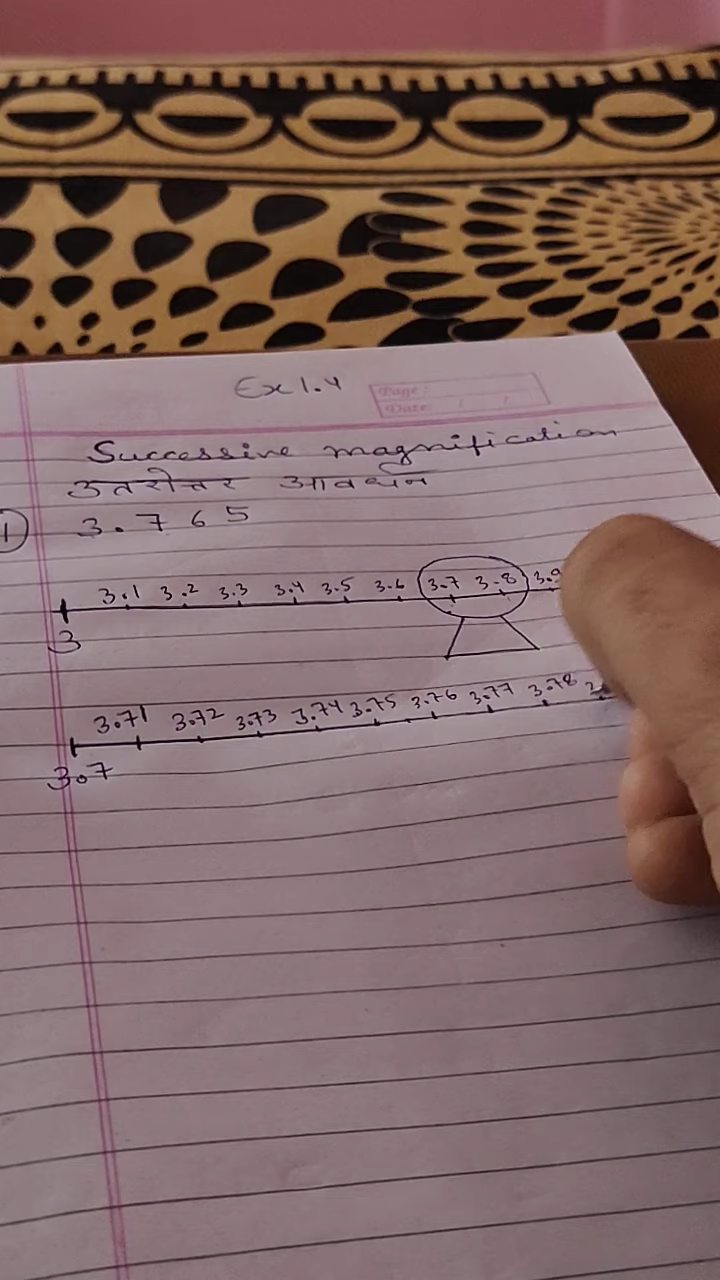 Ex 1.4
Page :
Date / /
Successive magnification
उत्तरोत्तर आवर्धन
1 3.765
3.1 3.2 3.3 3.4 3.5 3.6 3.7 3.8 3.9
3
3.71 3.72 3.73 3.74 3.75 3.76 3.77 3.78
3.7